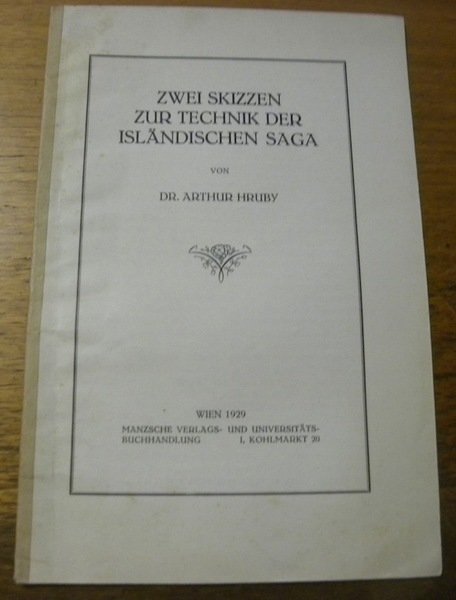 ZWEI SKIZZEN
ZUR TECHNIK DER
ISLÄNDISCHEN SAGA
VON
DR. ARTHUR HRUBY
WIEN 1929
MANZSCHE VERLAGS- UND UNIVERSITÄTS-
BUCHHANDLUNG I, KOHLMARKT 20